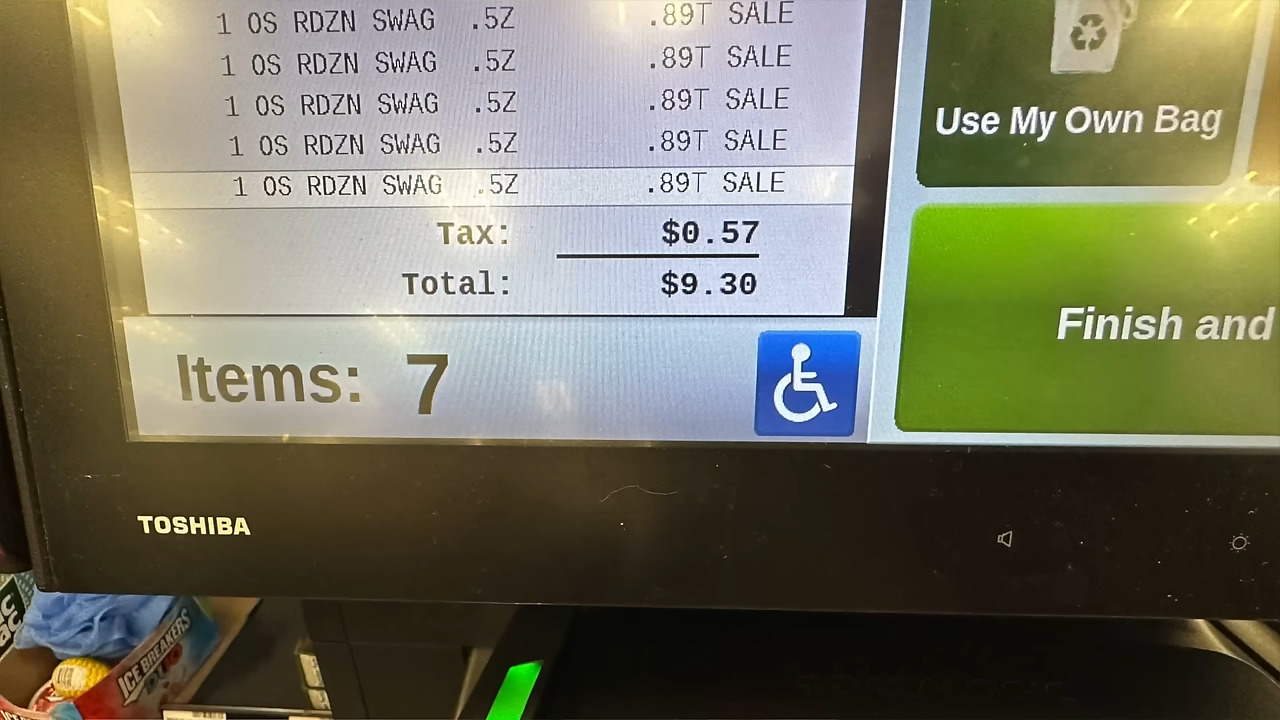 1 OS RDZN SWAG .5Z .89T SALE
1 OS RDZN SWAG .5Z .89T SALE
1 OS RDZN SWAG .5Z .89T SALE
1 OS RDZN SWAG .5Z .89T SALE
1 OS RDZN SWAG .5Z .89T SALE
Tax: $0.57
Total: $9.30
Items: 7
Use My Own Bag
Finish and
TOSHIBA
ICE BREAKERS
DUO